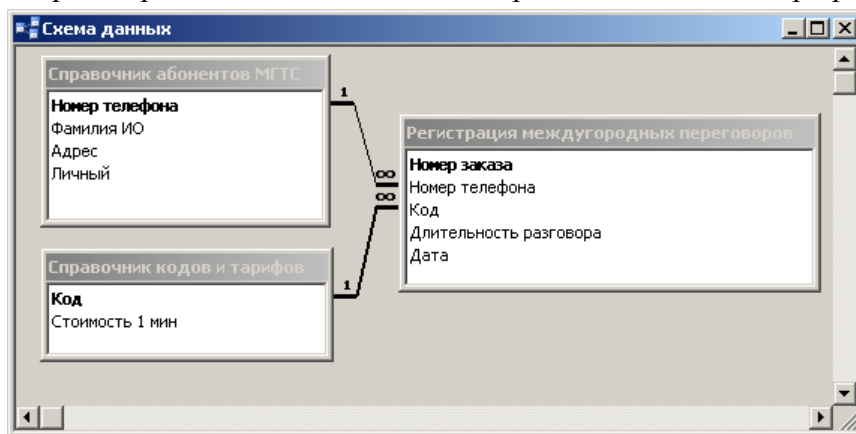 Схема данных
Справочник абонентов МГТС
Номер телефона
Фамилия ИО
Адрес
Личный
1
∞
∞
Регистрация междугородных переговоров
Номер заказа
Номер телефона
Код
Длительность разговора
Дата
Справочник кодов и тарифов
Код
Стоимость 1 мин
1